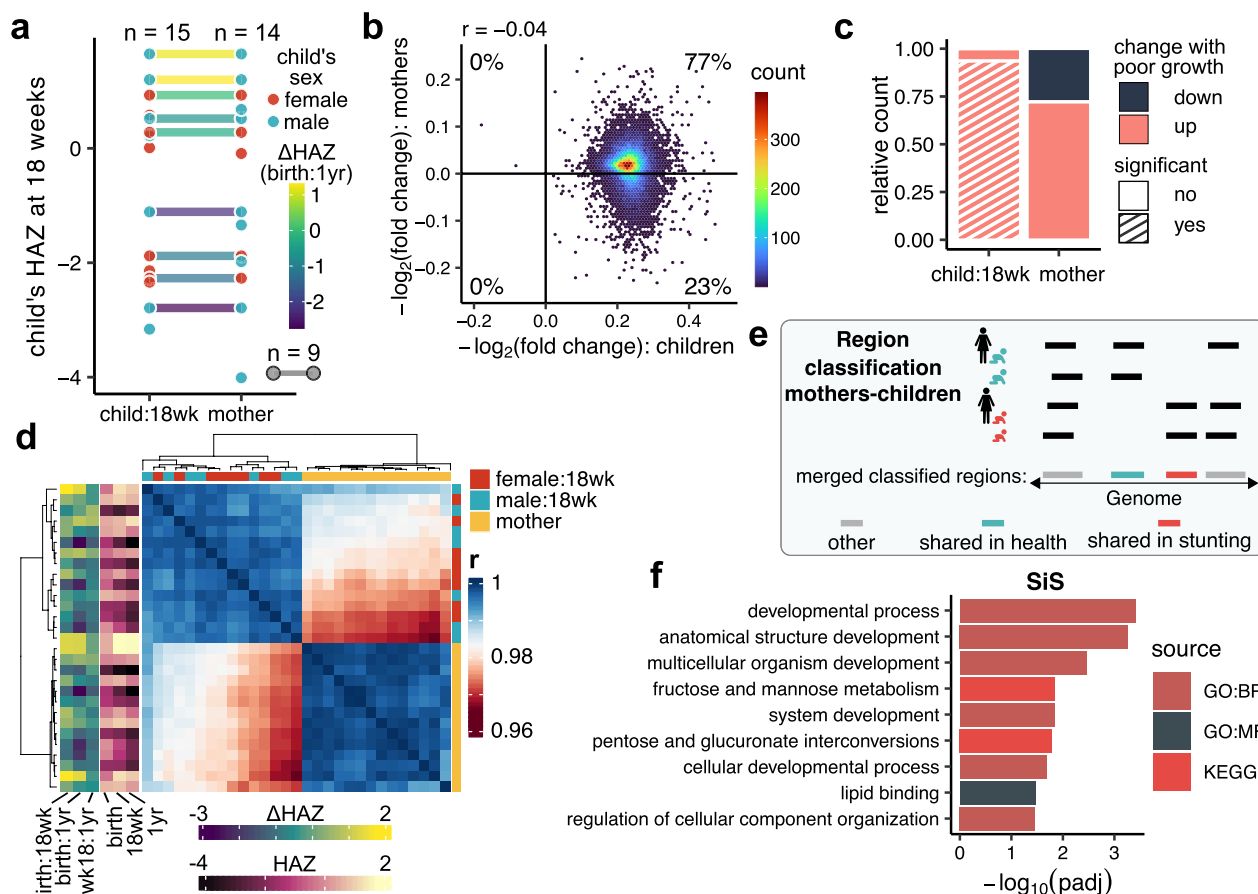 a
n = 15
n = 14
child's
sex
female
male
ΔHAZ
(birth:1yr)
1
0
-1
-2
n = 9
child's HAZ at 18 weeks
0
−2
−4
child:18wk
mother
b
r = −0.04
0%
77%
0%
23%
−log2(fold change): mothers
0.2
0.1
0.0
−0.1
−0.2
−0.2
0.0
0.2
0.4
−log2(fold change): children
count
300
200
100
c
relative count
1.00
0.75
0.50
0.25
0.00
child:18wk
mother
change with
poor growth
down
up
significant
no
yes
d
female:18wk
male:18wk
mother
r
1
0.98
0.96
birth:1yr
wk18:1yr
birth
18wk
1yr
-3
ΔHAZ
2
-4
HAZ
2
e
Region
classification
mothers-children
merged classified regions:
Genome
other
shared in health
shared in stunting
f
SiS
developmental process
anatomical structure development
multicellular organism development
fructose and mannose metabolism
system development
pentose and glucuronate interconversions
cellular developmental process
lipid binding
regulation of cellular component organization
0
1
2
3
−log10(padj)
source
KEGG